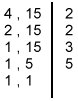 4 , 15 | 2
2 , 15 | 2
1 , 15 | 3
1 , 5 | 5
1 , 1 |